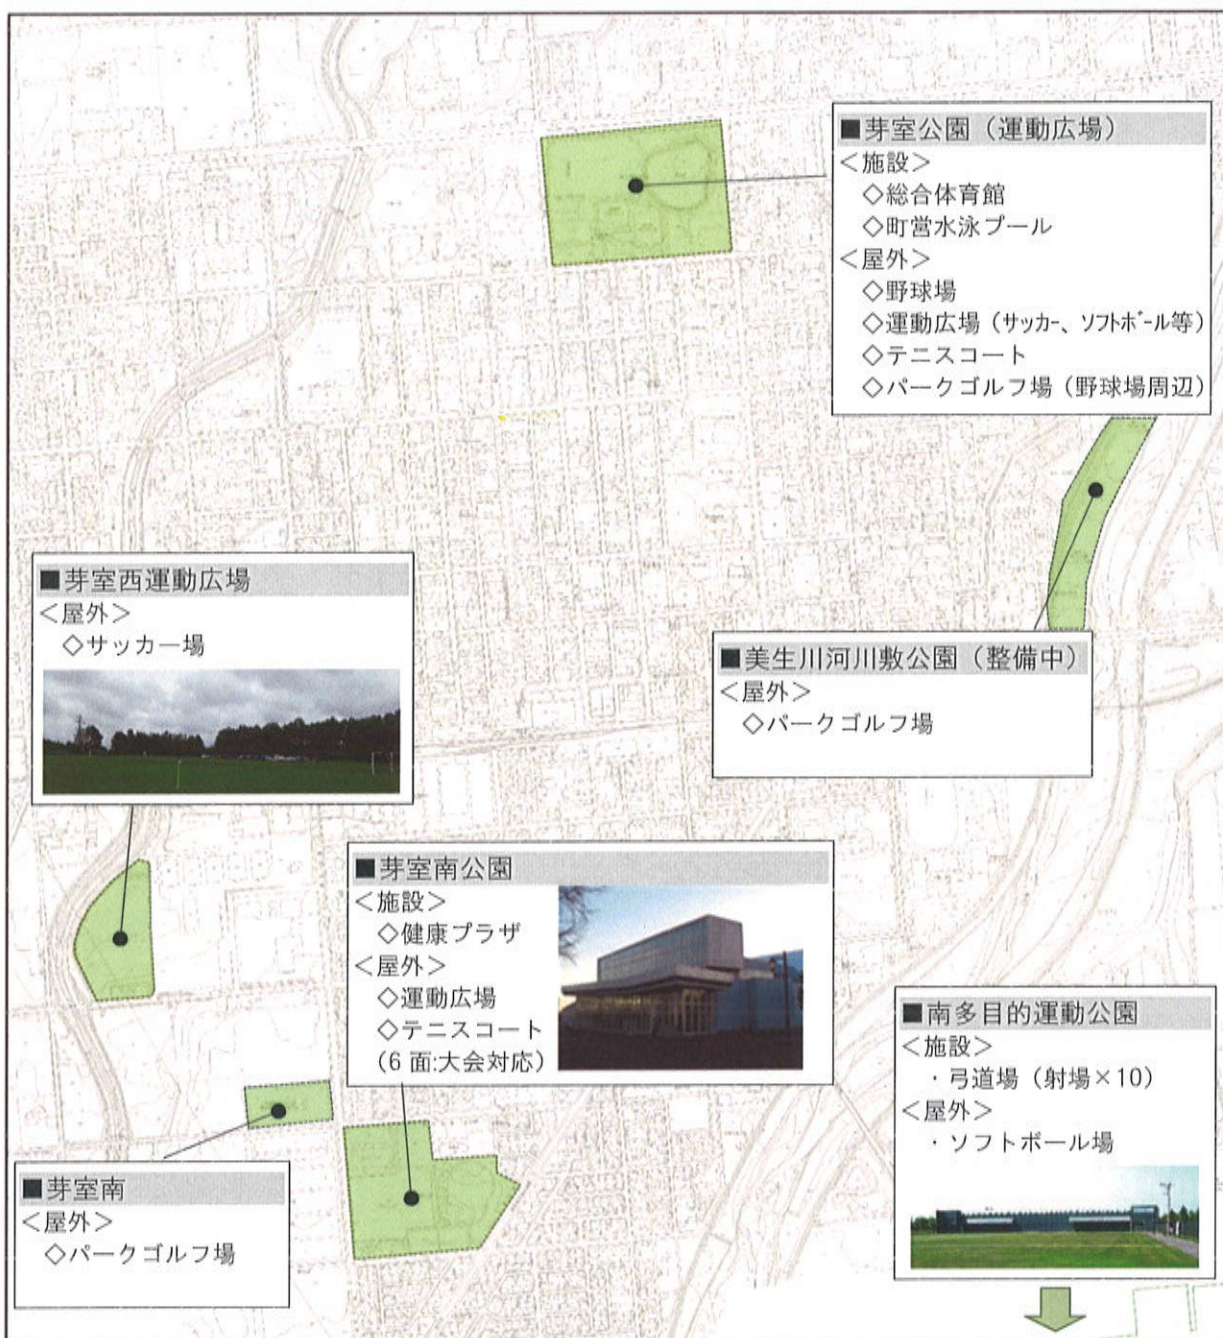 ■芽室公園（運動広場）
＜施設＞
◇総合体育館
◇町営水泳プール
＜屋外＞
◇野球場
◇運動広場（サッカー、ソフトボール等）
◇テニスコート
◇パークゴルフ場（野球場周辺）
■芽室西運動広場
＜屋外＞
◇サッカー場
■美生川河川敷公園（整備中）
＜屋外＞
◇パークゴルフ場
■芽室南公園
＜施設＞
◇健康プラザ
＜屋外＞
◇運動広場
◇テニスコート
（6 面:大会対応）
■南多目的運動公園
＜施設＞
・弓道場（射場×10）
＜屋外＞
・ソフトボール場
■芽室南
＜屋外＞
◇パークゴルフ場